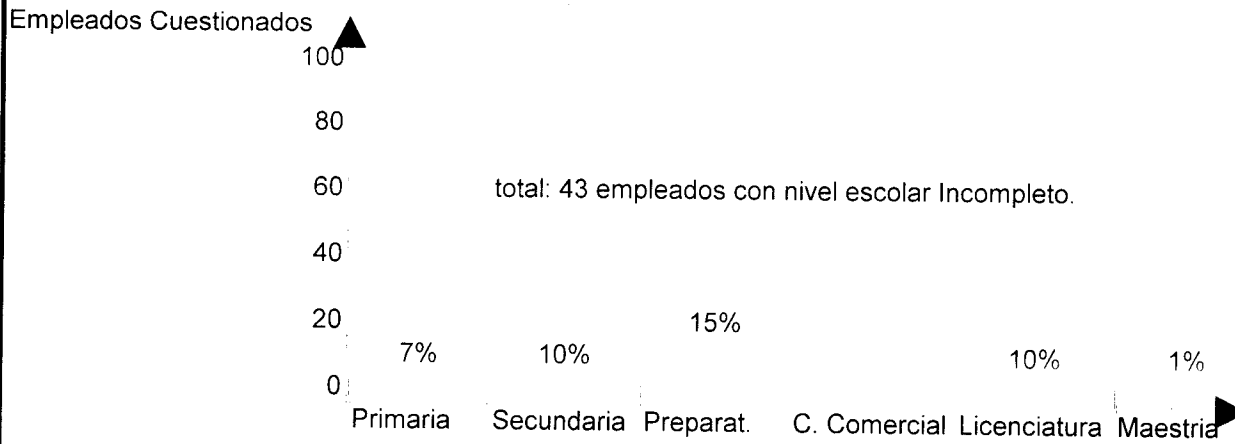 Empleados Cuestionados
100
80
60 total: 43 empleados con nivel escolar Incompleto.
40
20 15%
7% 10% 10% 1%
0
Primaria Secundaria Preparat. C. Comercial Licenciatura Maestria